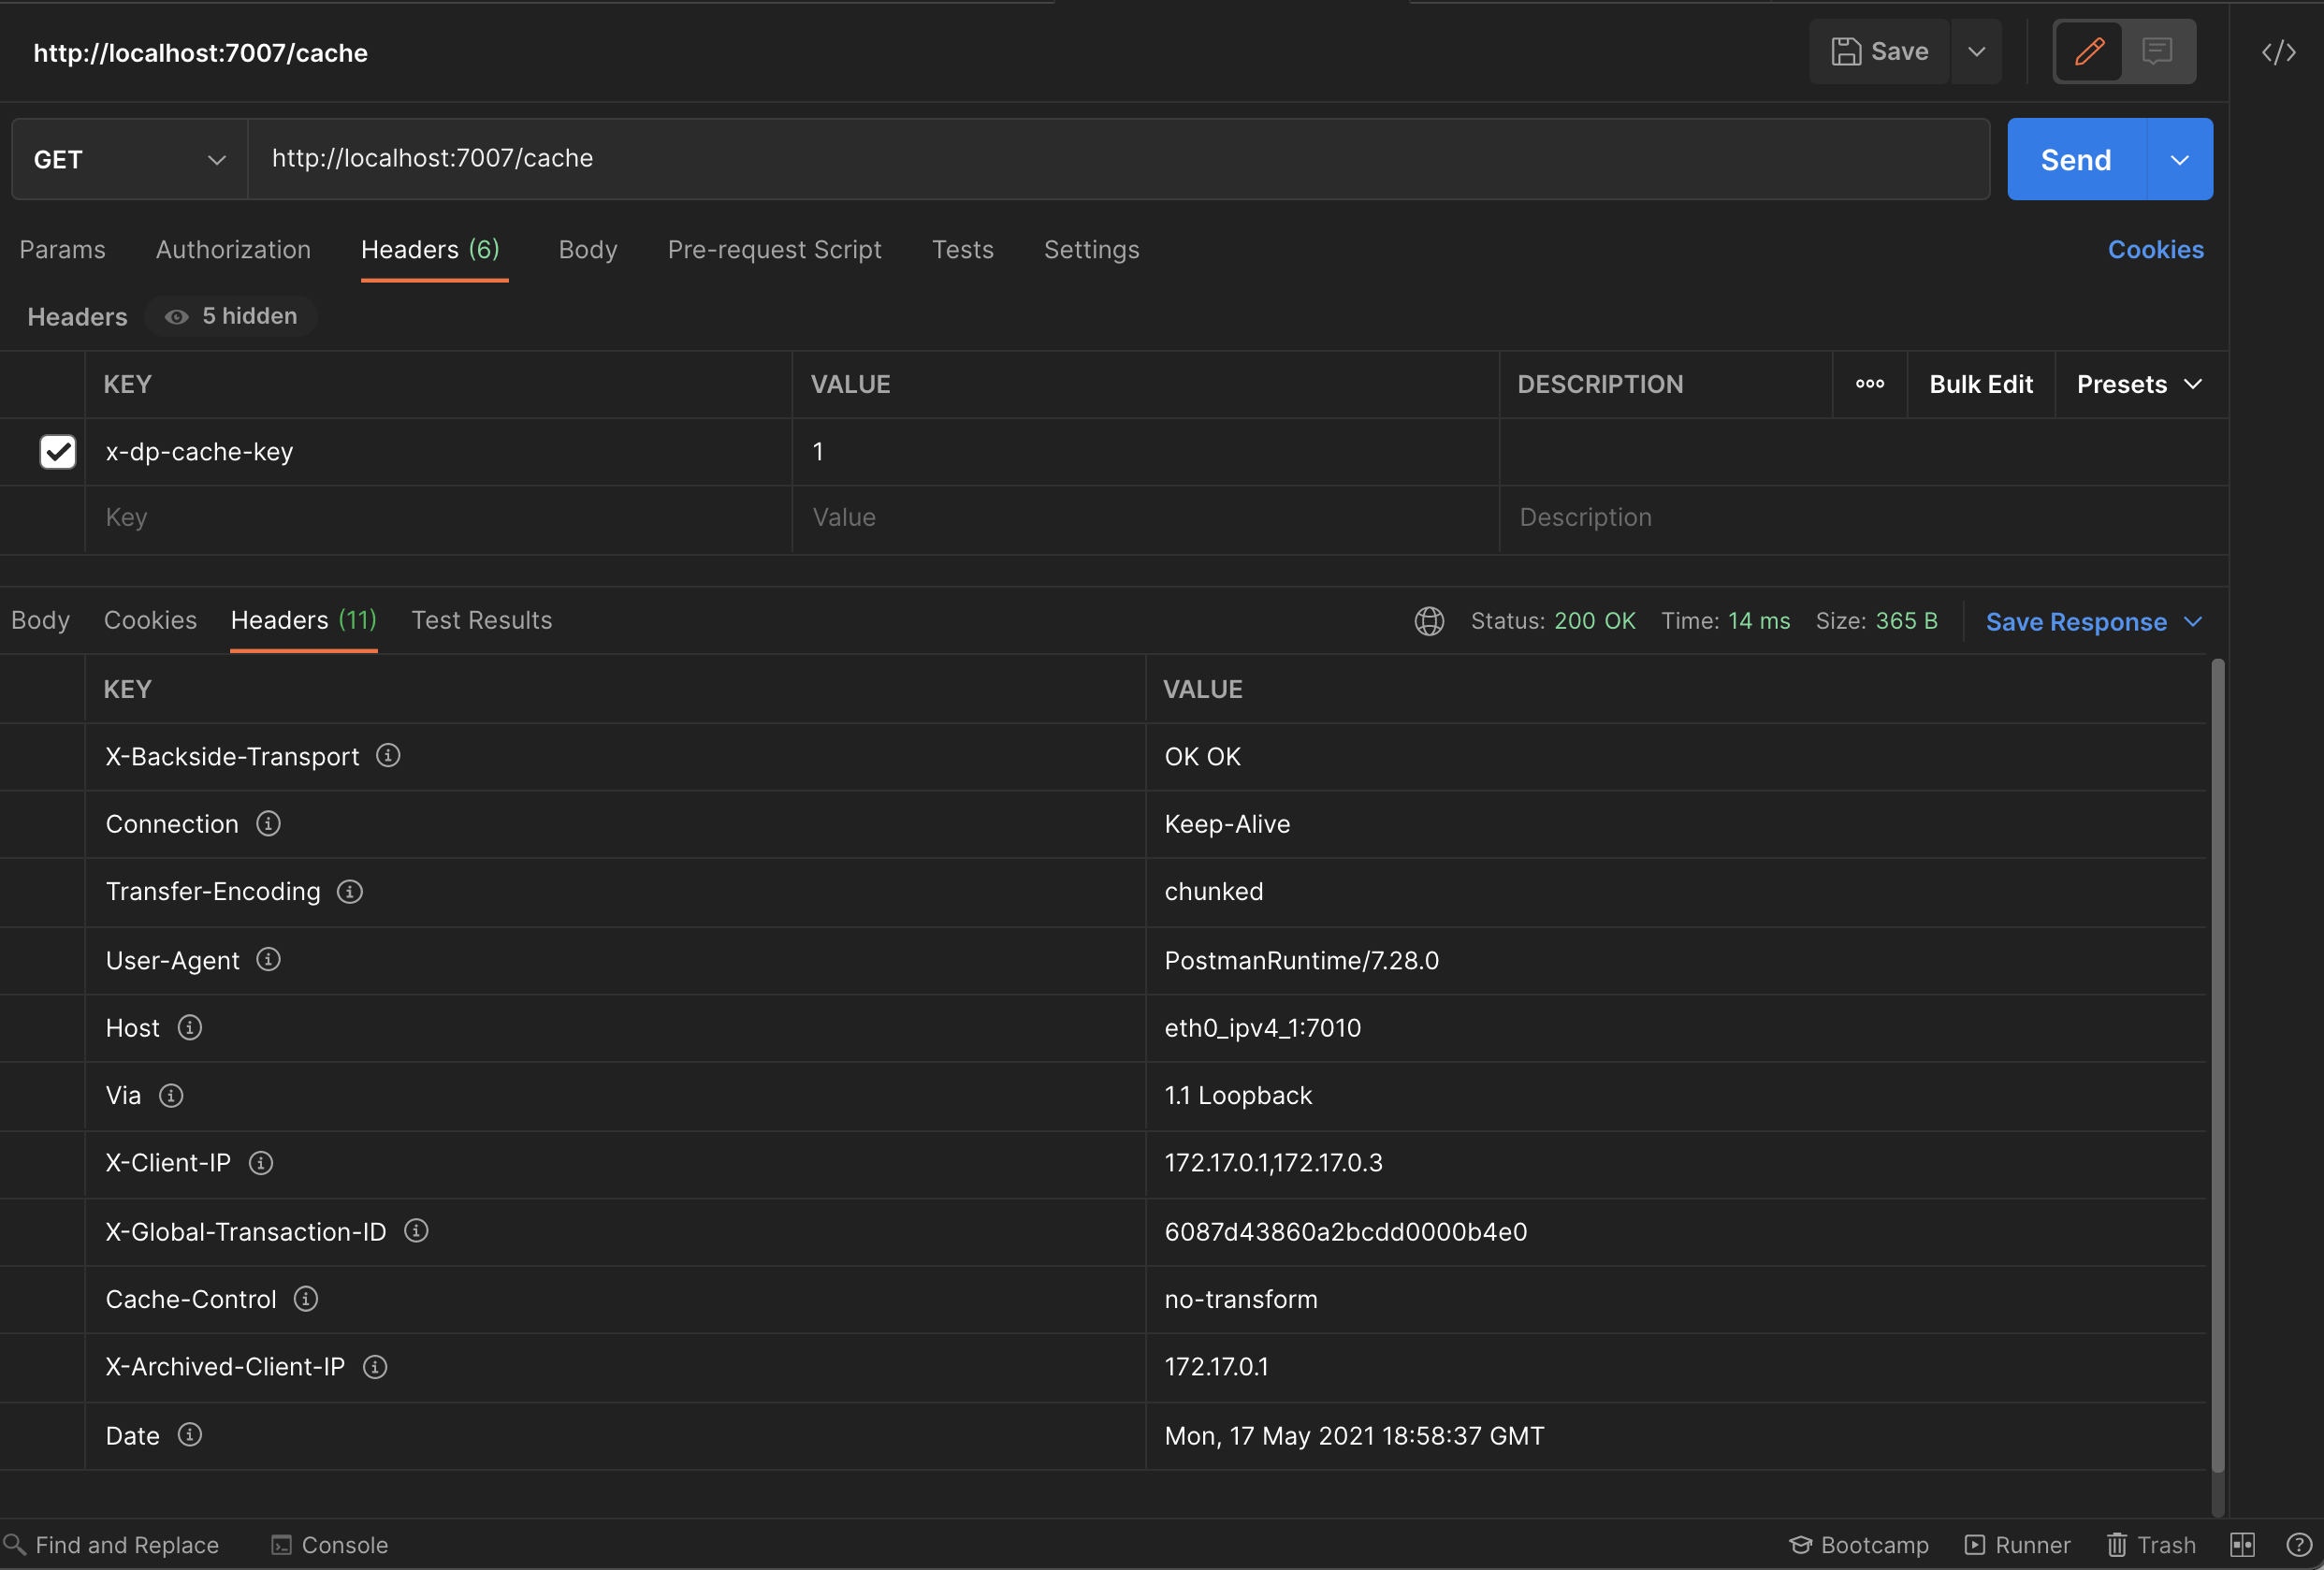 http://localhost:7007/cache
Save
GET
http://localhost:7007/cache
Send
Params Authorization Headers (6) Body Pre-request Script Tests Settings Cookies
Headers 5 hidden
KEY VALUE DESCRIPTION ooo Bulk Edit Presets
x-dp-cache-key 1
Key Value Description
Body Cookies Headers (11) Test Results Status: 200 OK Time: 14 ms Size: 365 B Save Response
KEY VALUE
X-Backside-Transport OK OK
Connection Keep-Alive
Transfer-Encoding chunked
User-Agent PostmanRuntime/7.28.0
Host eth0_ipv4_1:7010
Via 1.1 Loopback
X-Client-IP 172.17.0.1,172.17.0.3
X-Global-Transaction-ID 6087d43860a2bcdd0000b4e0
Cache-Control no-transform
X-Archived-Client-IP 172.17.0.1
Date Mon, 17 May 2021 18:58:37 GMT
Find and Replace Console Bootcamp Runner Trash